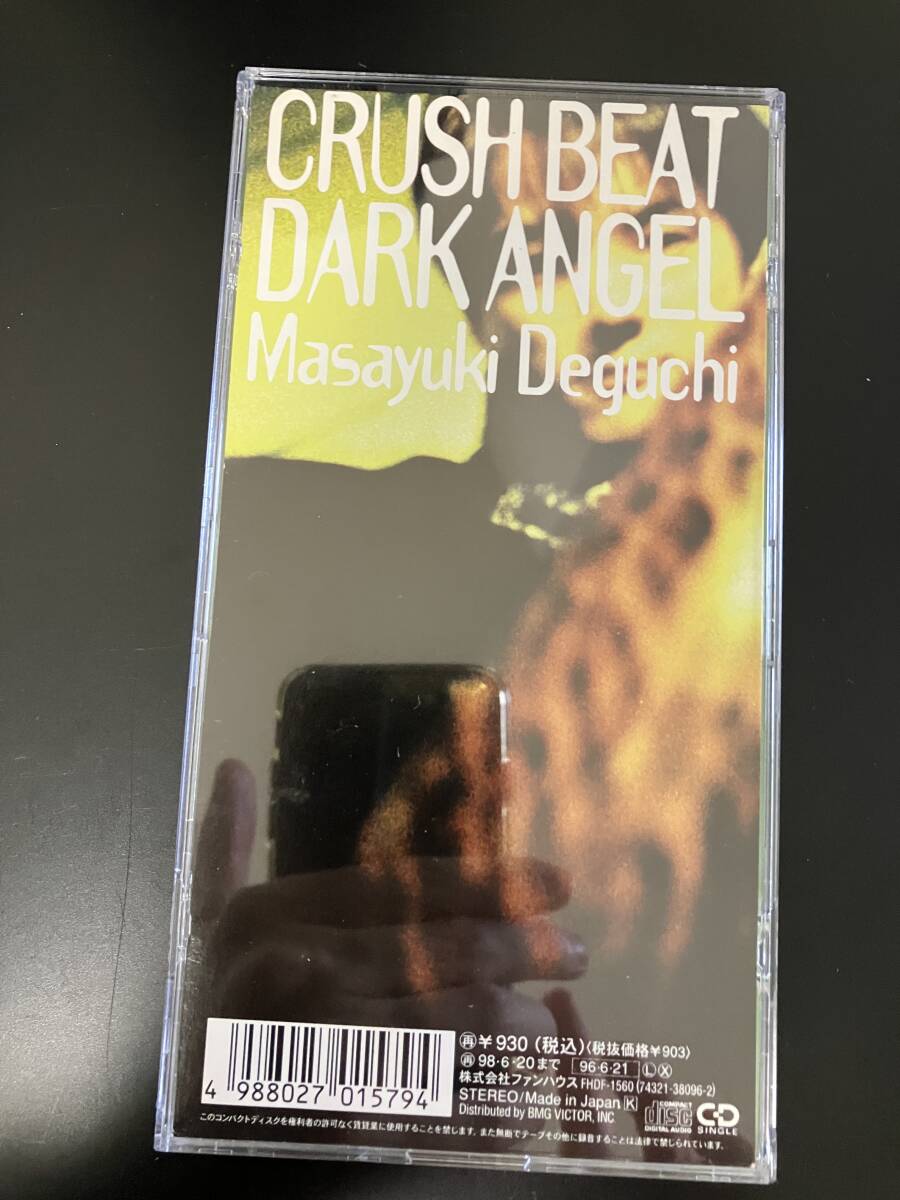 CRUSH BEAT
DARK ANGEL
Masayuki Deguchi
再 ¥930(税込)〈税抜価格¥903〉
再 98・6・20まで 96・6・21 L X
株式会社ファンハウス FHDF-1560 (74321-38096-2)
STEREO/Made in Japan K
Distributed by BMG VICTOR, INC
COMPACT
disc
DIGITAL AUDIO
CD
SINGLE
4 988027 015794
このコンパクトディスクを権利者の許可なく賃貸業に使用することを禁じます。また無断でテープその他に録音することは法律で禁じられています。